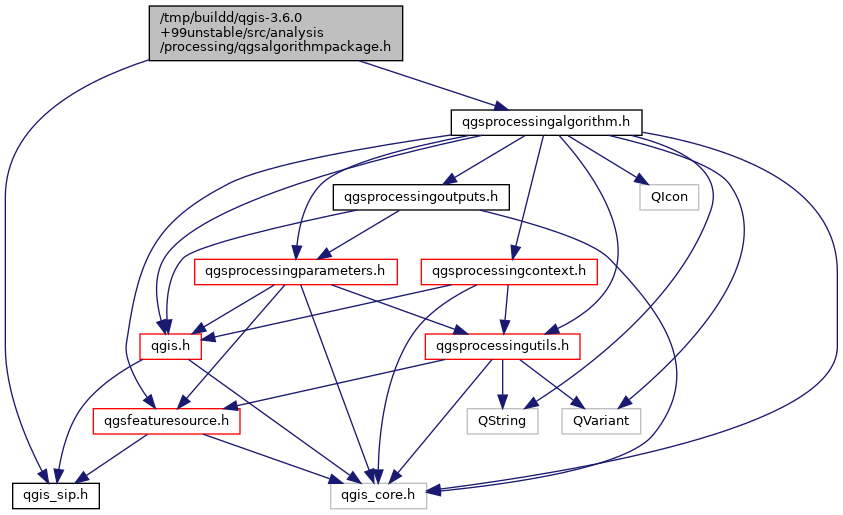 /tmp/buildd/qgis-3.6.0
+99unstable/src/analysis
/processing/qgsalgorithmpackage.h
qgsprocessingalgorithm.h
qgsprocessingoutputs.h
QIcon
qgsprocessingparameters.h
qgsprocessingcontext.h
qgis.h
qgsprocessingutils.h
qgsfeaturesource.h
QString
QVariant
qgis_sip.h
qgis_core.h